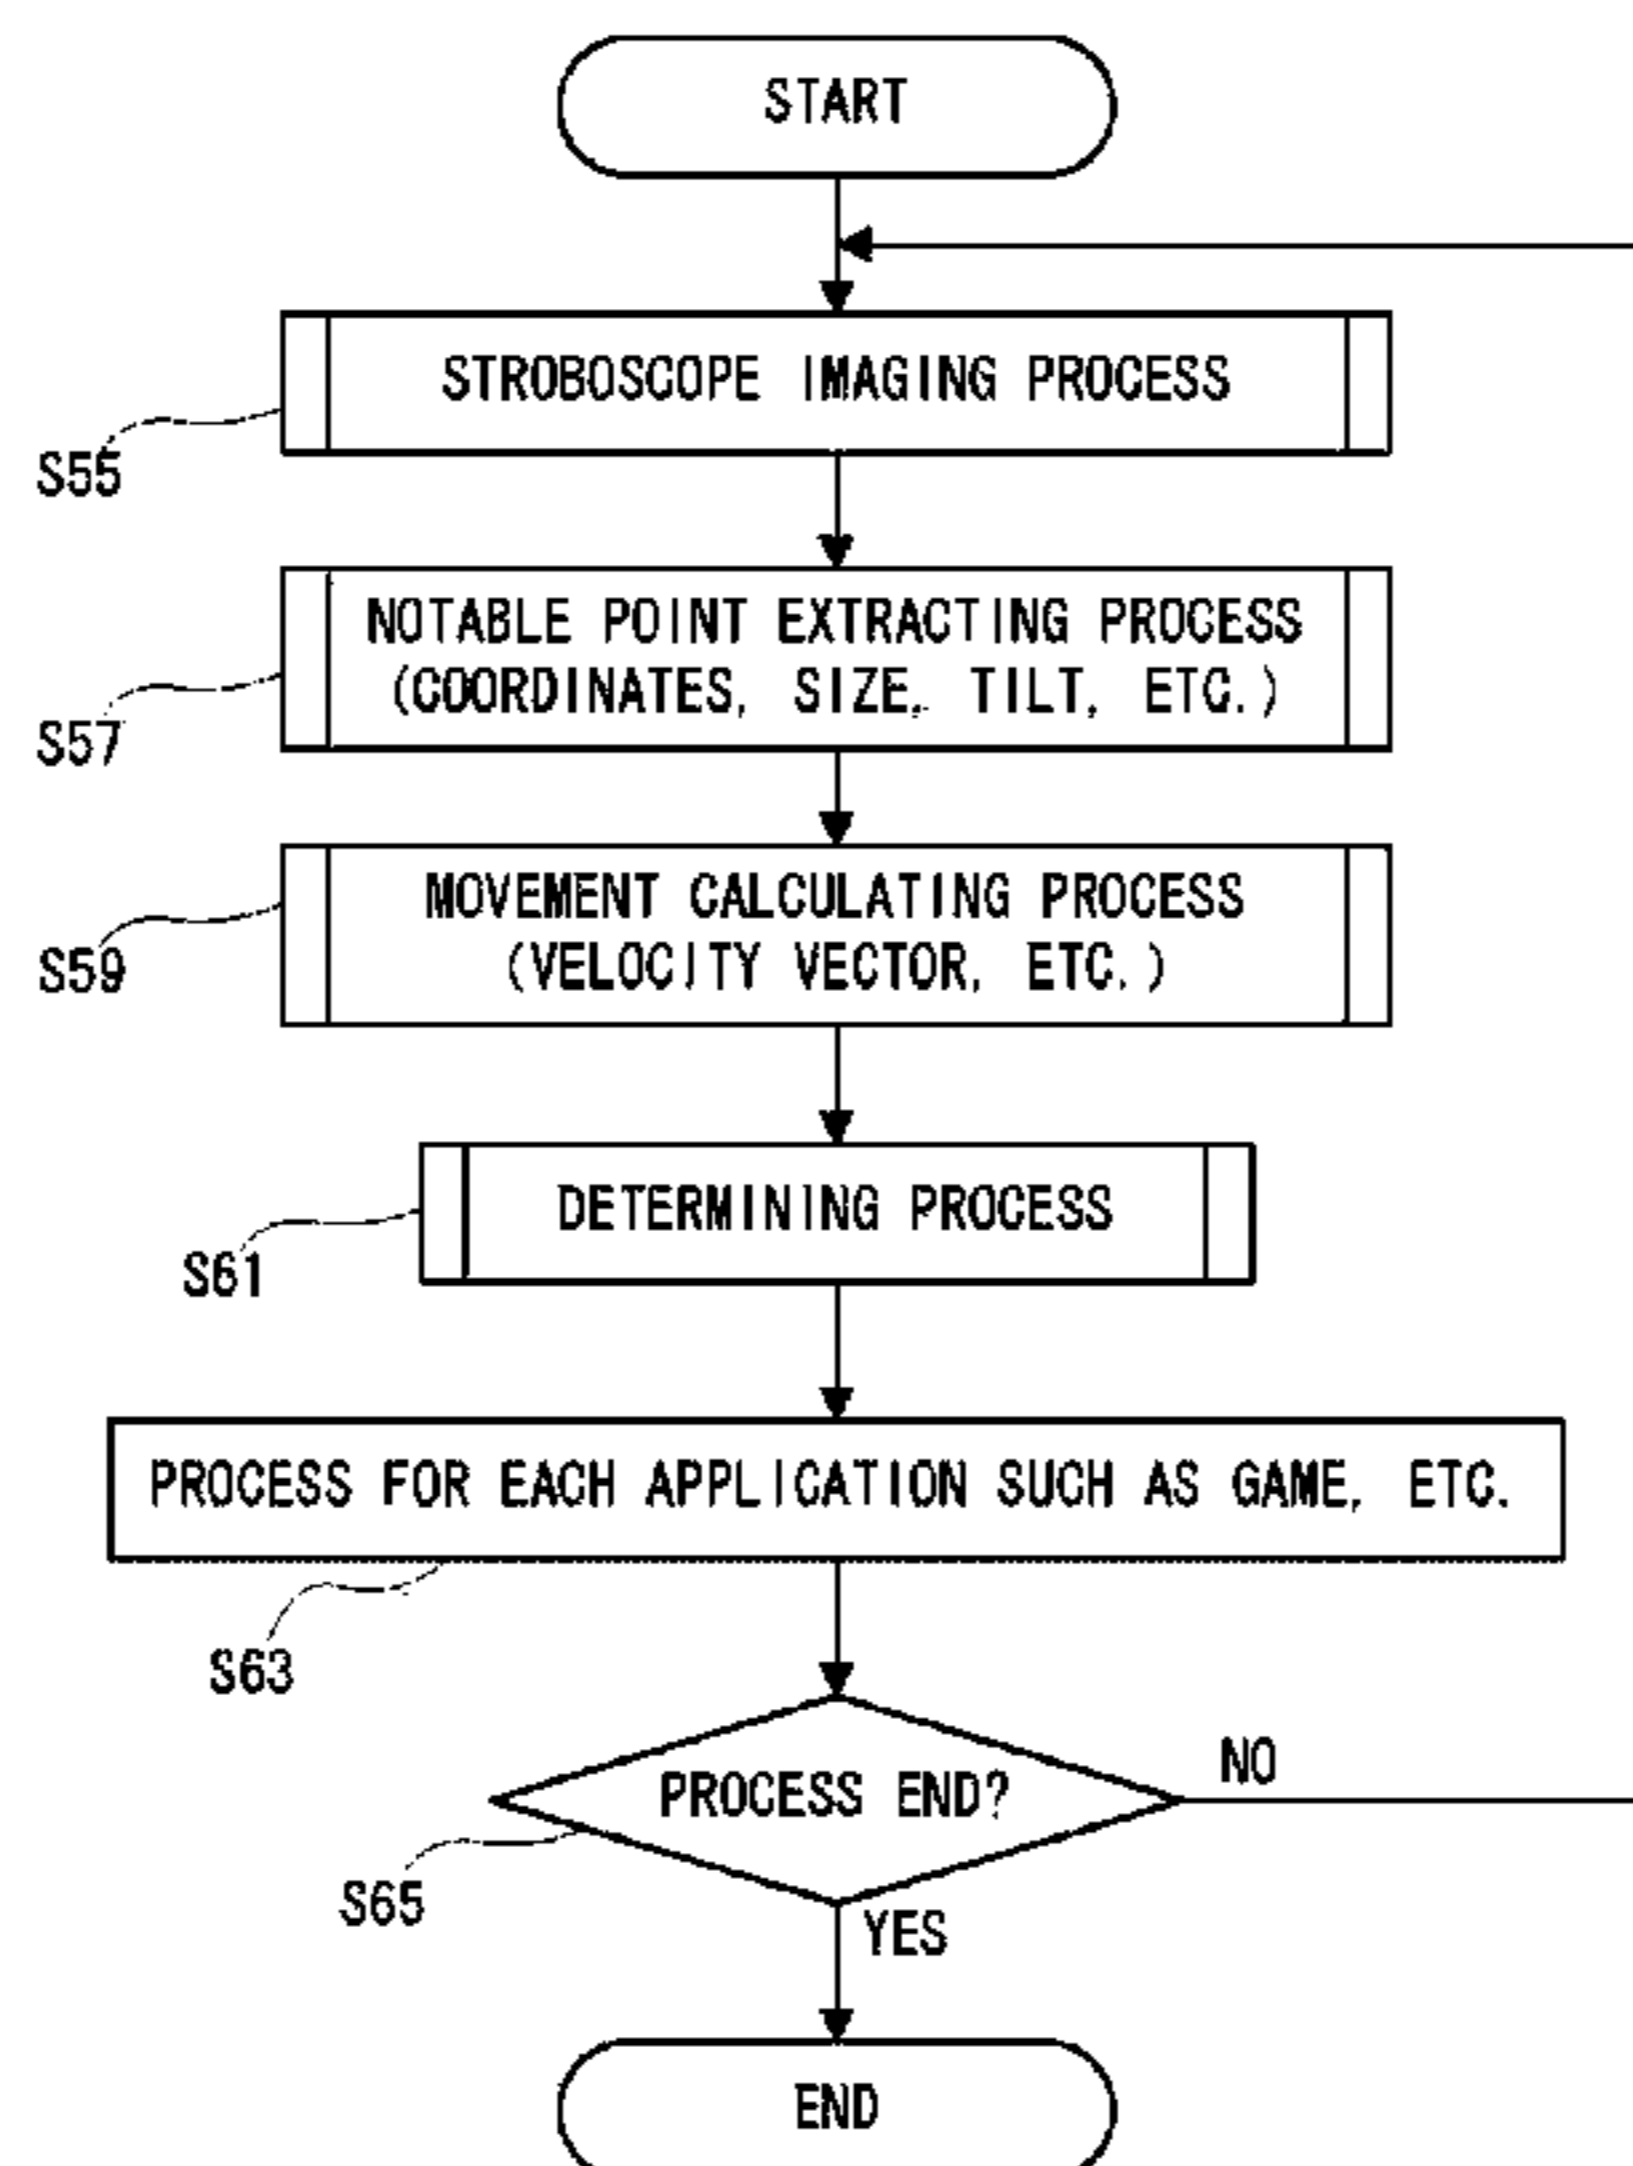 START
STROBOSCOPE IMAGING PROCESS
S55
NOTABLE POINT EXTRACTING PROCESS
(COORDINATES, SIZE, TILT, ETC.)
S57
MOVEMENT CALCULATING PROCESS
(VELOCITY VECTOR, ETC.)
S59
DETERMINING PROCESS
S61
PROCESS FOR EACH APPLICATION SUCH AS GAME, ETC.
S63
PROCESS END?
NO
S65
YES
END